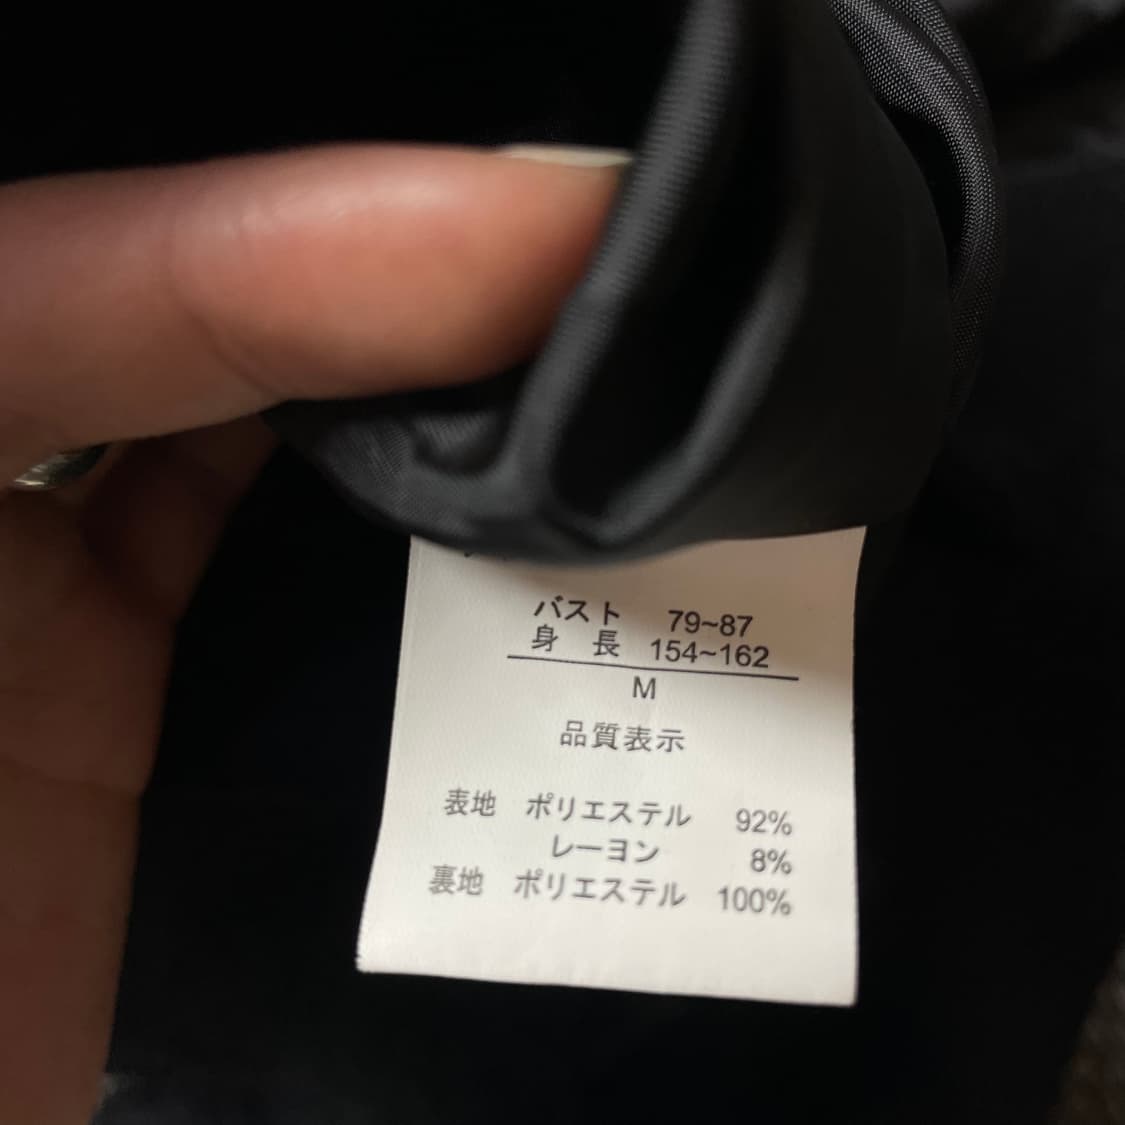 バスト 79~87
身 長 154~162
M
品質表示
表地 ポリエステル 92%
レーヨン 8%
裏地 ポリエステル 100%